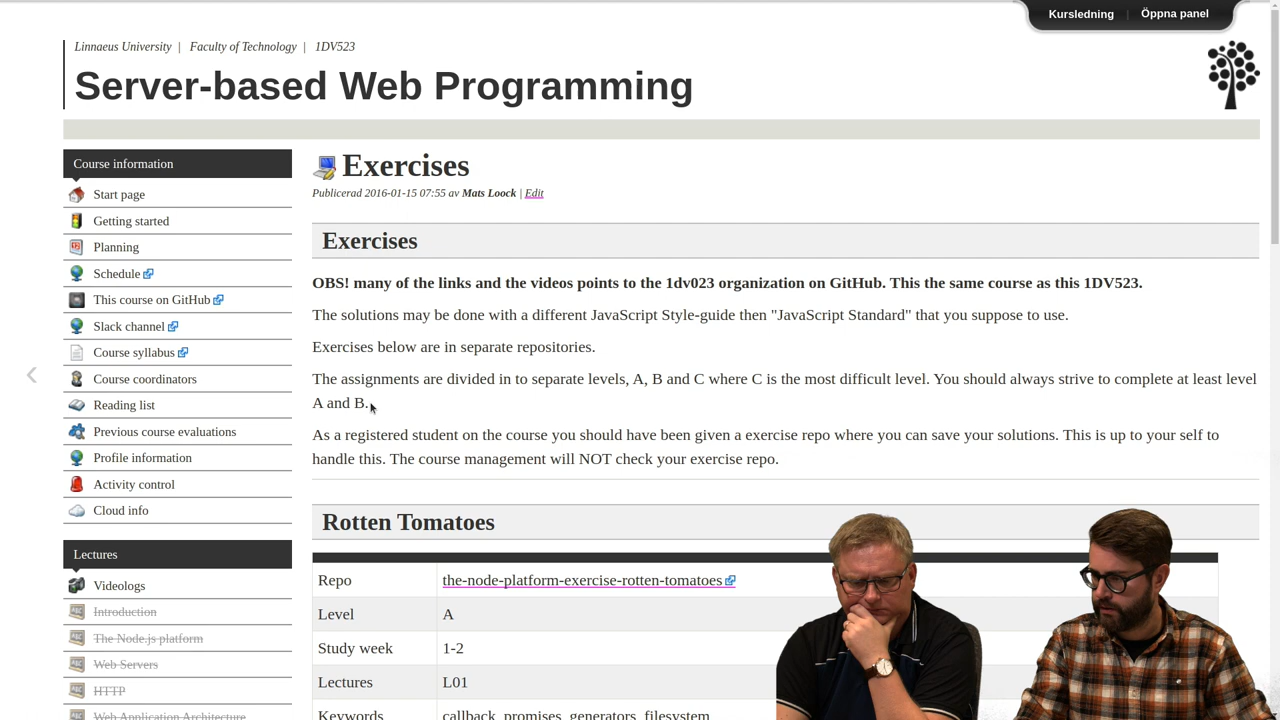 Kursledning | Öppna panel
Linnaeus University | Faculty of Technology | 1DV523
Server-based Web Programming
Course information
Start page
Getting started
Planning
Schedule
This course on GitHub
Slack channel
Course syllabus
Course coordinators
Reading list
Previous course evaluations
Profile information
Activity control
Cloud info
Lectures
Videologs
Introduction
The Node.js platform
Web Servers
HTTP
Web Application Architecture
Exercises
Publicerad 2016-01-15 07:55 av Mats Loock | Edit
Exercises
OBS! many of the links and the videos points to the 1dv023 organization on GitHub. This the same course as this 1DV523.
The solutions may be done with a different JavaScript Style-guide then "JavaScript Standard" that you suppose to use.
Exercises below are in separate repositories.
The assignments are divided in to separate levels, A, B and C where C is the most difficult level. You should always strive to complete at least level
A and B.
As a registered student on the course you should have been given a exercise repo where you can save your solutions. This is up to your self to
handle this. The course management will NOT check your exercise repo.
Rotten Tomatoes
Repo the-node-platform-exercise-rotten-tomatoes
Level A
Study week 1-2
Lectures L01
Keywords callback, promises, generators, filesystem